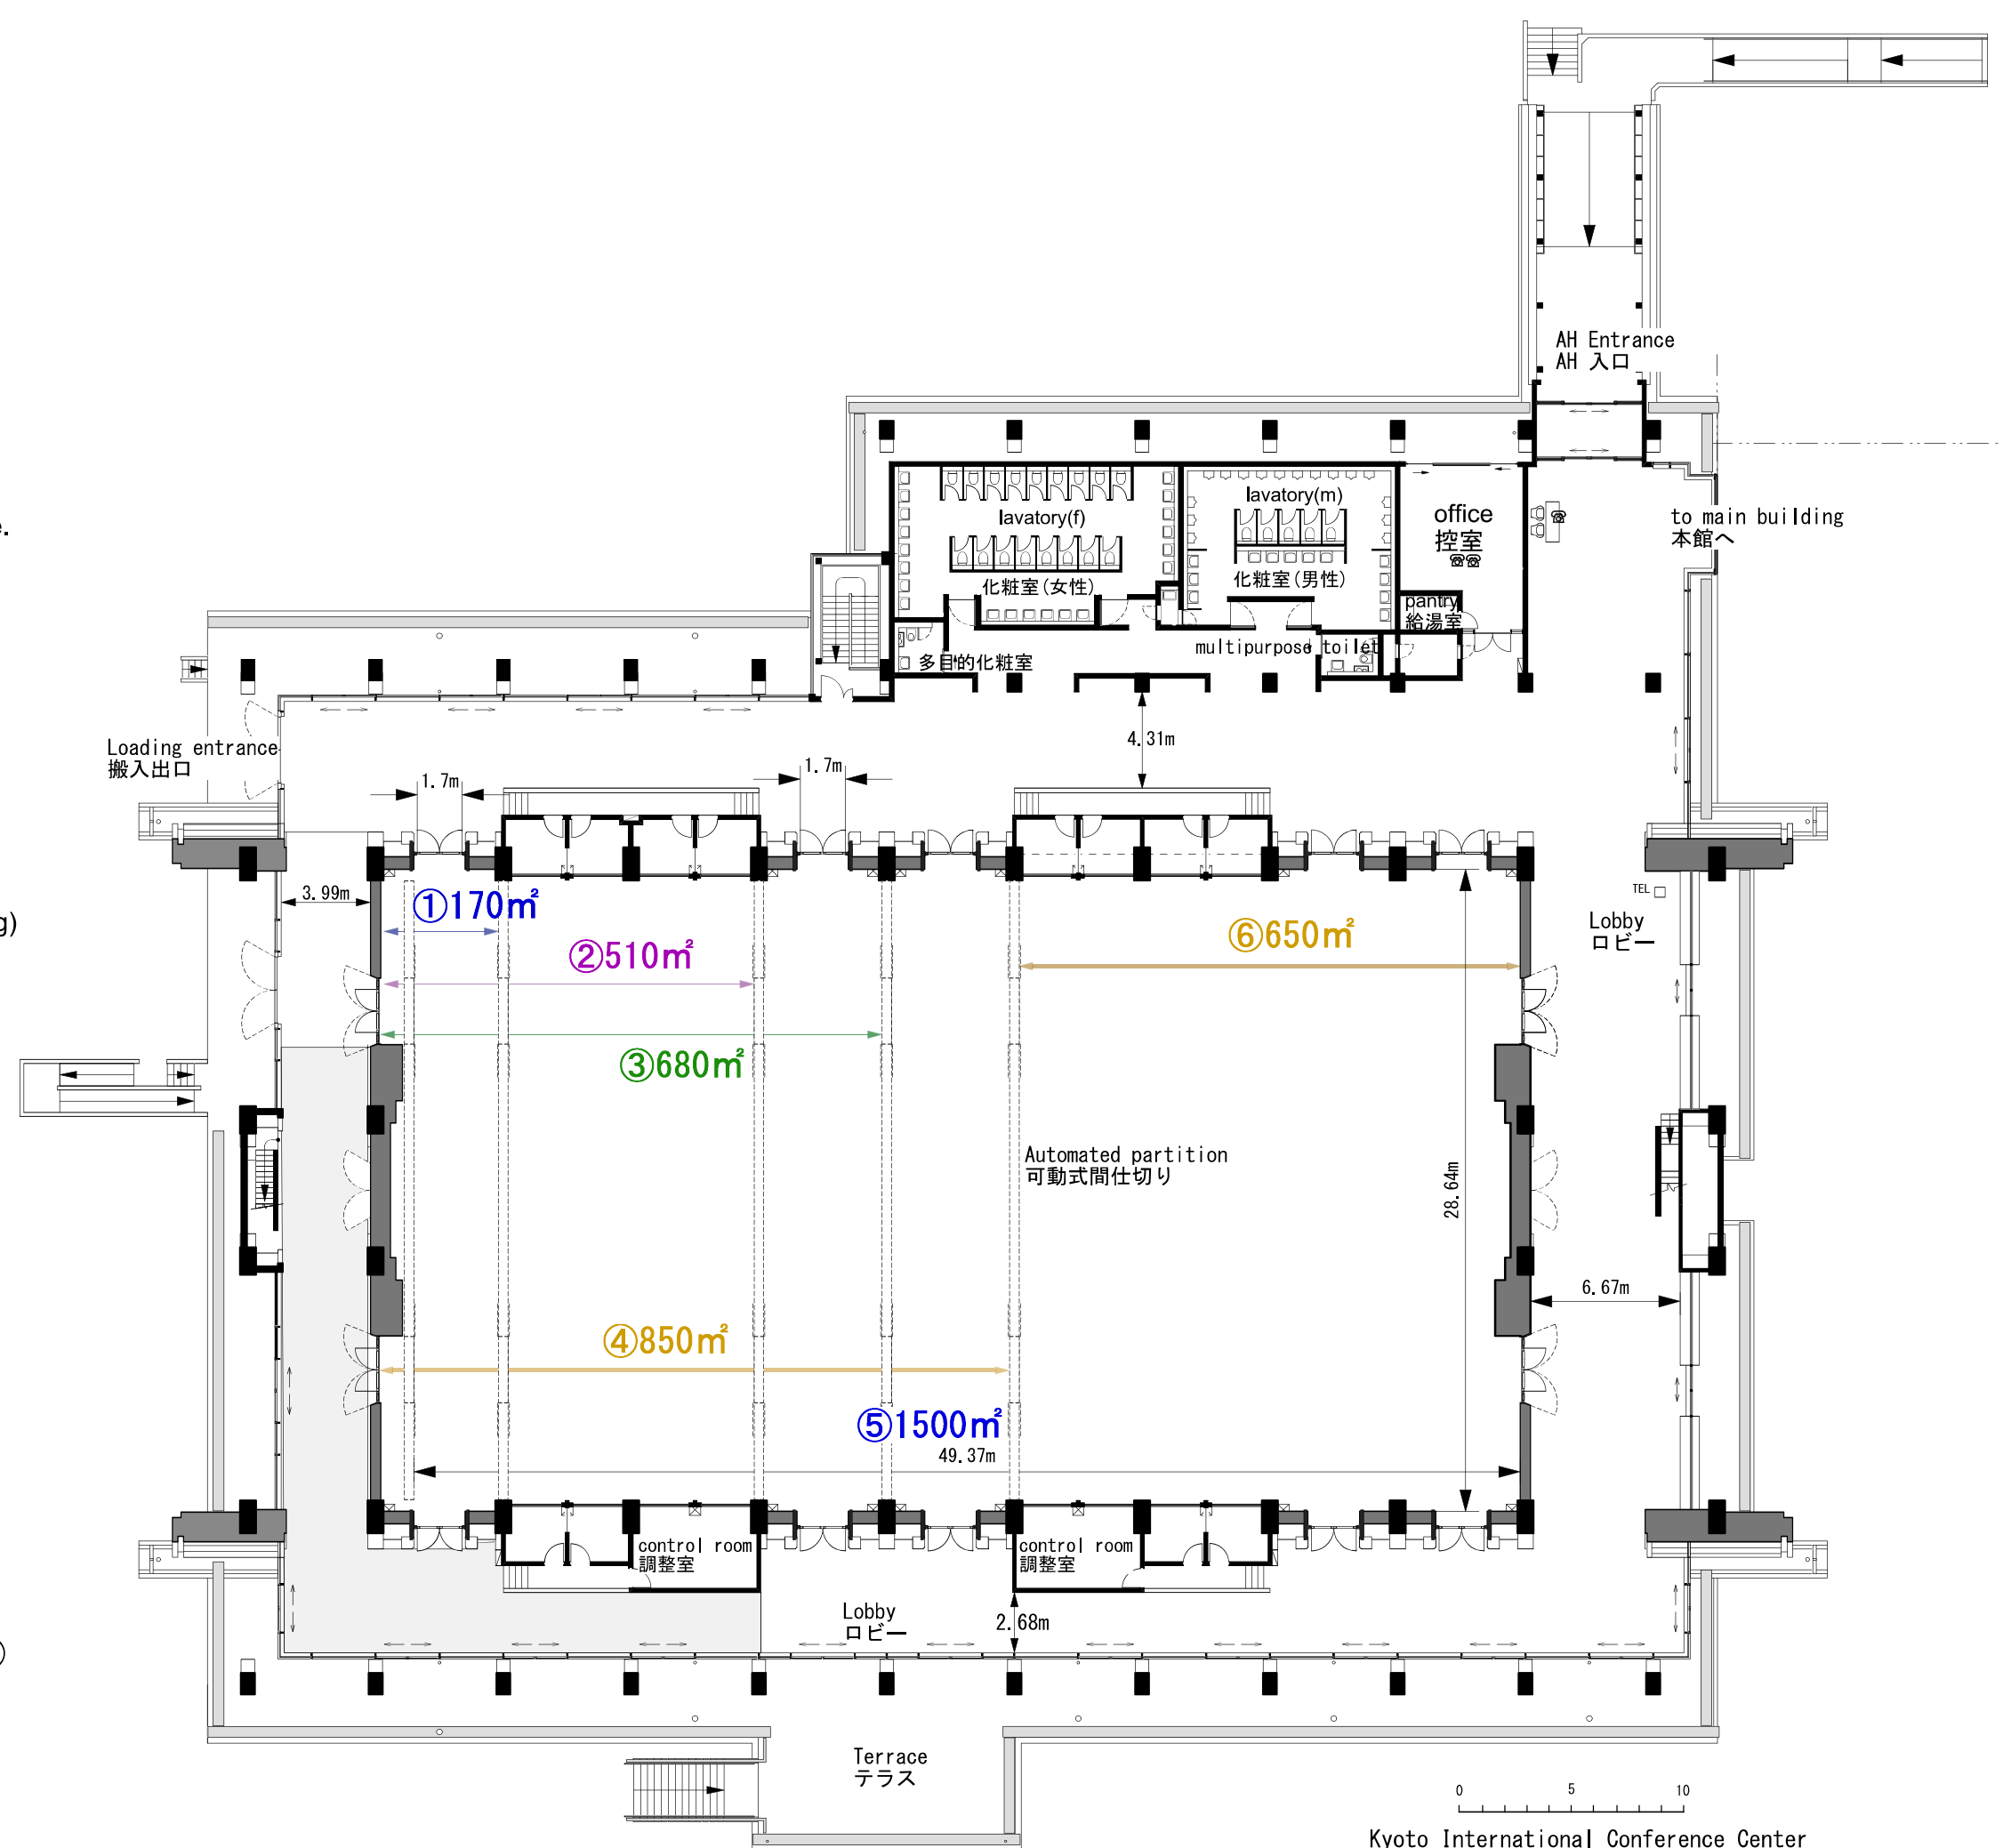 AH Entrance
AH 入口
e.
lavatory(f)
化粧室(女性)
lavatory(m)
化粧室(男性)
office
控室
to main building
本館へ
pantry
給湯室
多目的化粧室
multipurpose toilet
Loading entrance
搬入出口
4.31m
1.7m
1.7m
3.99m
①170㎡
②510㎡
③680㎡
⑥650㎡
TEL
Lobby
ロビー
g)
Automated partition
可動式間仕切り
28.64m
6.67m
④850㎡
⑤1500㎡
49.37m
control room
調整室
control room
調整室
Lobby
ロビー
2.68m
)
Terrace
テラス
0 5 10
Kyoto International Conference Center